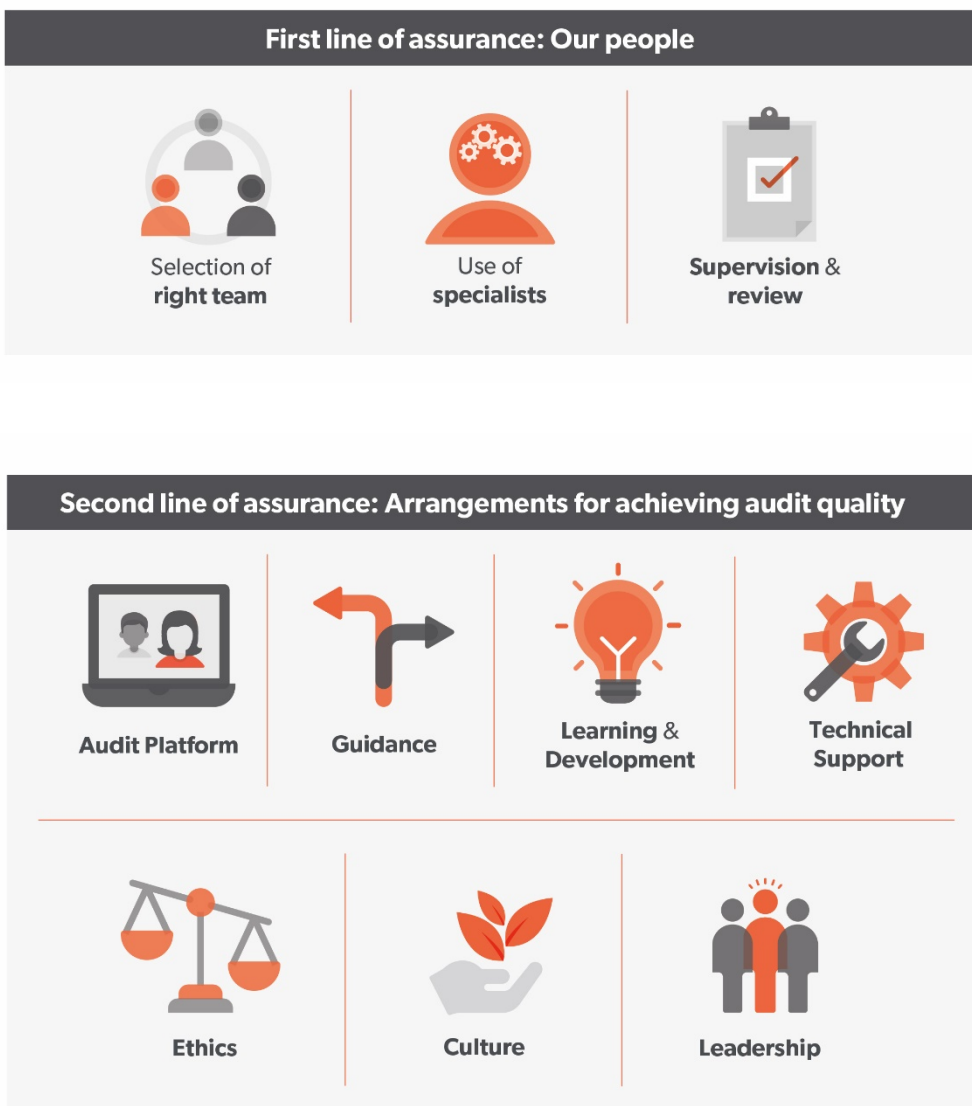 First line of assurance: Our people
Selection of
right team
Use of
specialists
Supervision &
review
Second line of assurance: Arrangements for achieving audit quality
Audit Platform
Guidance
Learning &
Development
Technical
Support
Ethics
Culture
Leadership